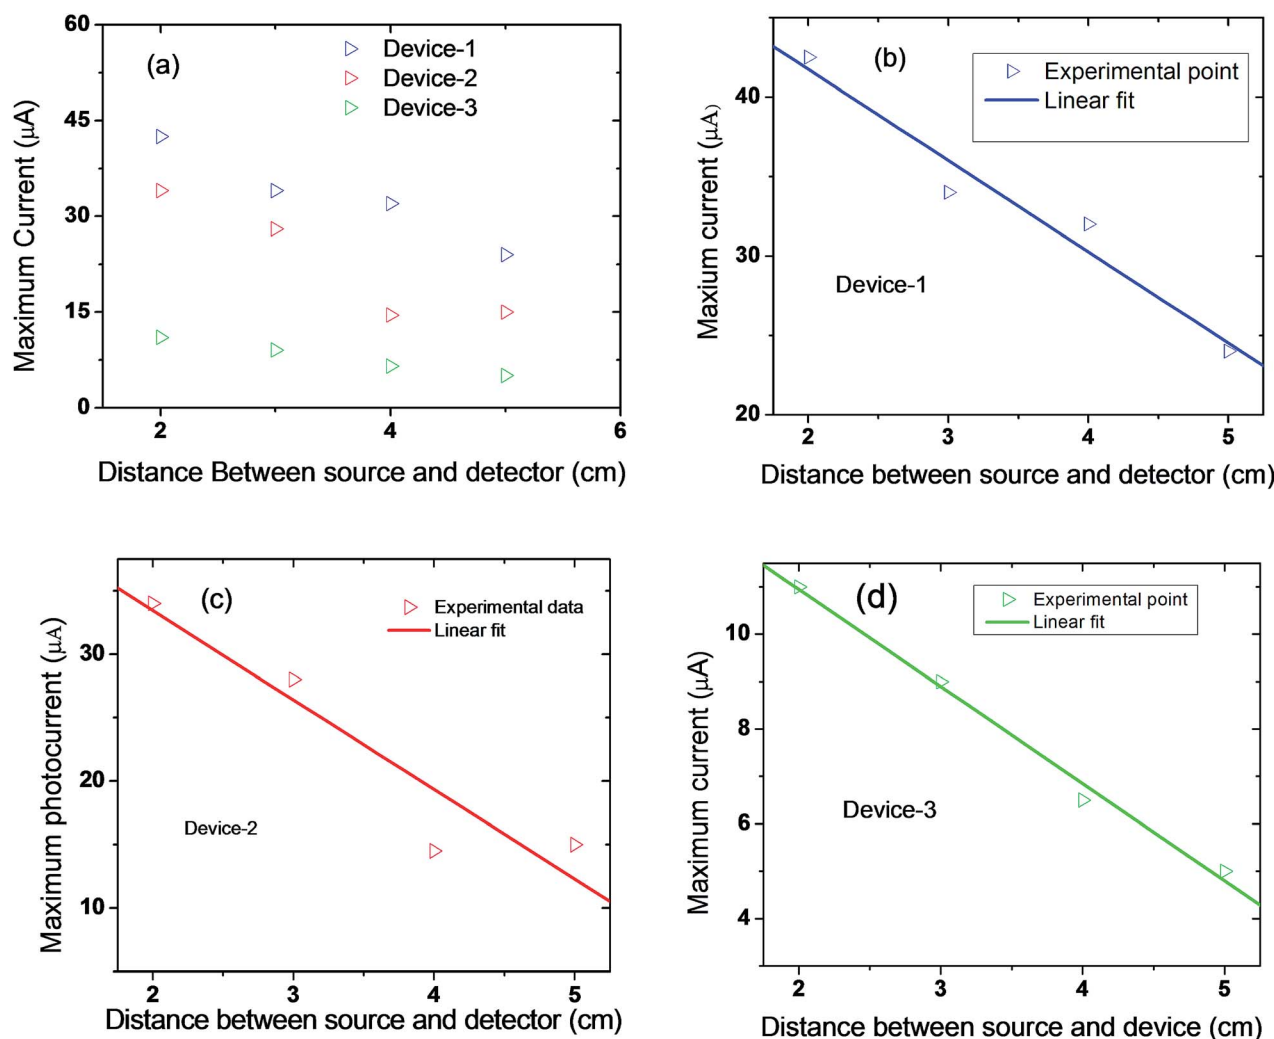 60
45
30
15
0
Maximum Current (μA)
(a)
Device-1
Device-2
Device-3
2
4
6
Distance Between source and detector (cm)
40
30
20
Maxium current (μA)
(b)
Experimental point
Linear fit
Device-1
2
3
4
5
Distance between source and detector (cm)
30
20
10
Maximum photocurrent (μA)
(c)
Experimental data
Linear fit
Device-2
2
3
4
5
Distance between source and detector (cm)
10
8
6
4
Maximum current (μA)
(d)
Experimental point
Linear fit
Device-3
2
3
4
5
Distance between source and device (cm)